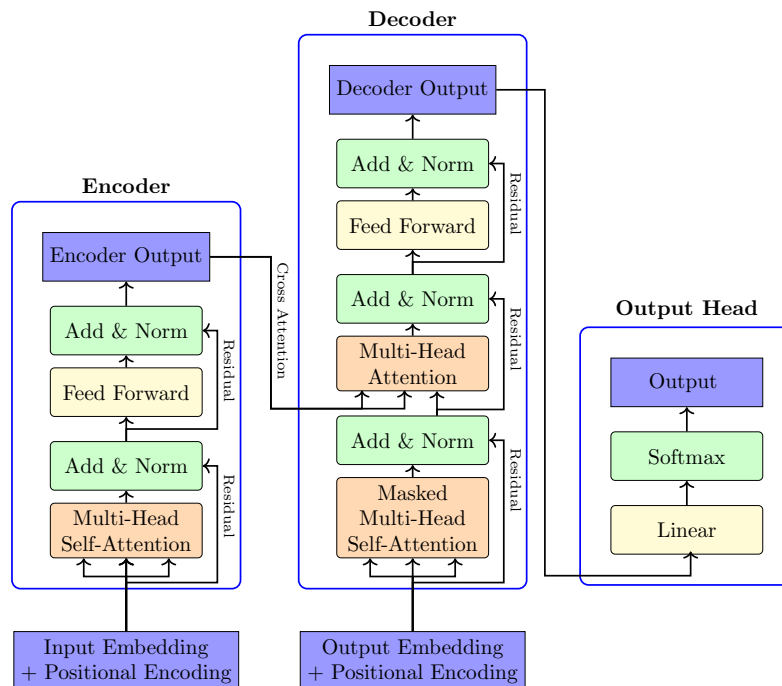 Decoder
Decoder Output
Add & Norm
Residual
Feed Forward
Add & Norm
Residual
Multi-Head
Attention
Add & Norm
Residual
Masked
Multi-Head
Self-Attention
Output Embedding
+ Positional Encoding
Encoder
Encoder Output
Cross Attention
Add & Norm
Residual
Feed Forward
Add & Norm
Residual
Multi-Head
Self-Attention
Input Embedding
+ Positional Encoding
Output Head
Output
Softmax
Linear